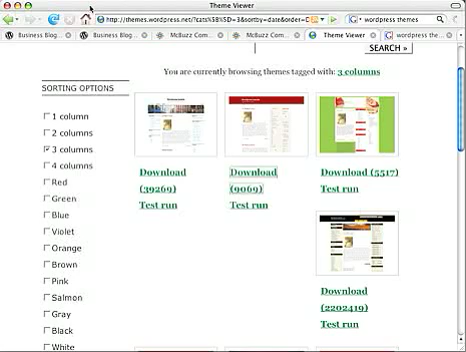 Theme Viewer
http://themes.wordpress.net/?cats%5B%5D=3&sortby=date&order=D
wordpress themes
Business Blog...
Business Blog...
McBuzz Com...
McBuzz Com...
Theme Viewer
wordpress the...
SEARCH »
You are currently browsing themes tagged with: 3 columns
SORTING OPTIONS
1 column
2 columns
3 columns
4 columns
Red
Green
Blue
Violet
Orange
Brown
Pink
Salmon
Gray
Black
White
Download
(39269)
Test run
Download
(9069)
Test run
Download (5517)
Test run
Download
(2202419)
Test run